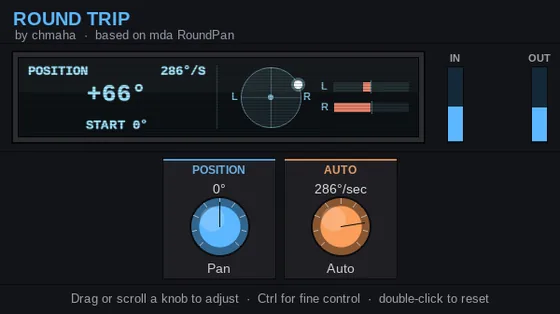 ROUND TRIP
by chmaha · based on mda RoundPan
POSITION 286°/S
+66°
START 0°
L R
L
R
IN OUT
POSITION
0°
Pan
AUTO
286°/sec
Auto
Drag or scroll a knob to adjust · Ctrl for fine control · double-click to reset